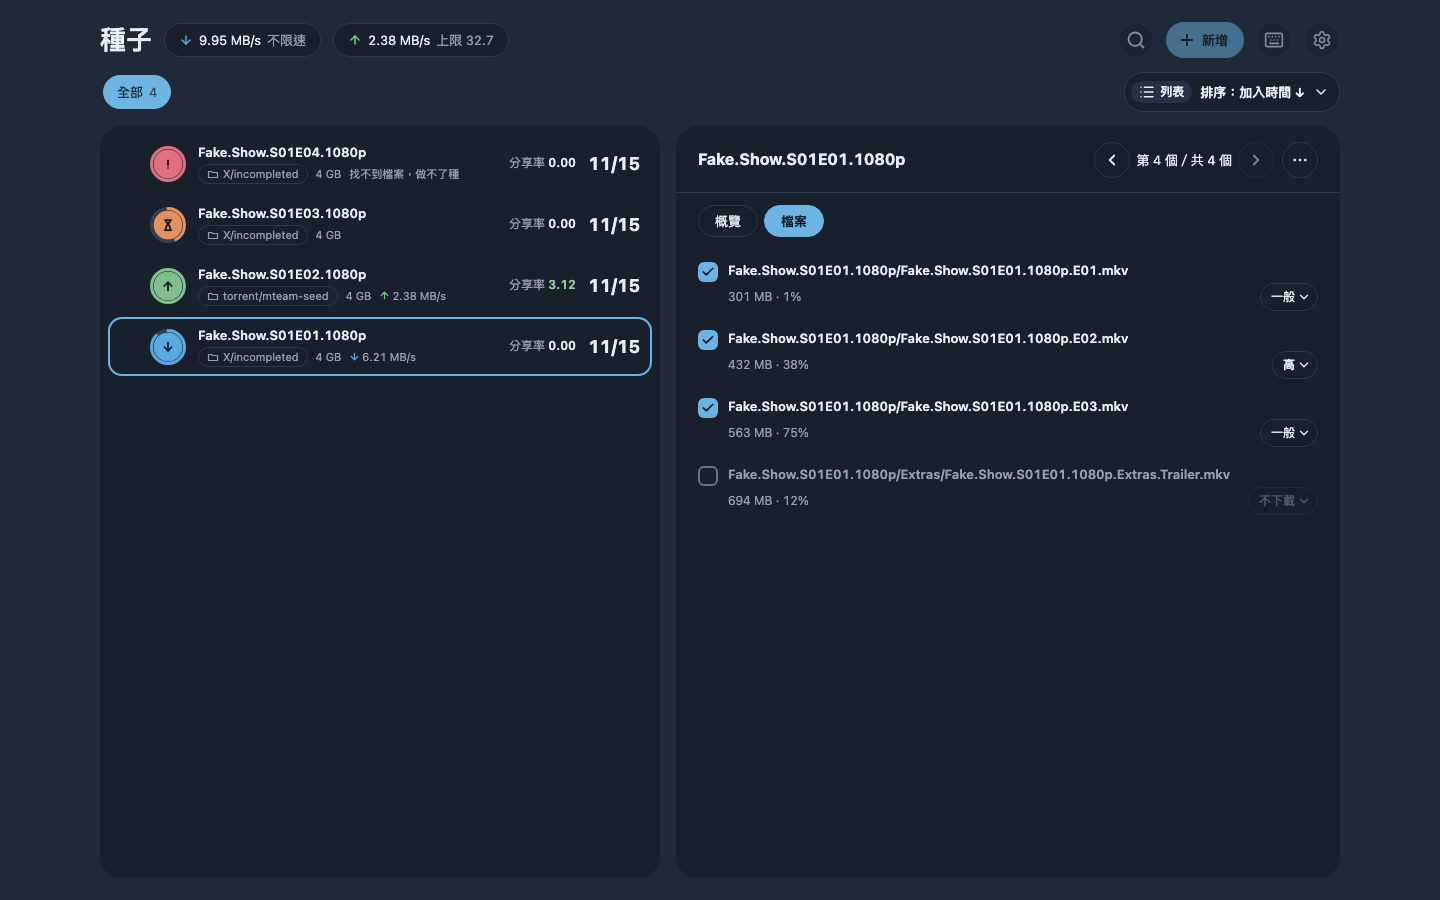 種子
9.95 MB/s 不限速
2.38 MB/s 上限 32.7
新增
全部 4
列表 排序：加入時間
!
Fake.Show.S01E04.1080p
X/incompleted 4 GB 找不到檔案，做不了種
分享率 0.00 11/15
Fake.Show.S01E03.1080p
X/incompleted 4 GB
分享率 0.00 11/15
Fake.Show.S01E02.1080p
torrent/mteam-seed 4 GB 2.38 MB/s
分享率 3.12 11/15
Fake.Show.S01E01.1080p
X/incompleted 4 GB 6.21 MB/s
分享率 0.00 11/15
Fake.Show.S01E01.1080p
第 4 個 / 共 4 個
概覽 檔案
Fake.Show.S01E01.1080p/Fake.Show.S01E01.1080p.E01.mkv
301 MB · 1%
一般
Fake.Show.S01E01.1080p/Fake.Show.S01E01.1080p.E02.mkv
432 MB · 38%
高
Fake.Show.S01E01.1080p/Fake.Show.S01E01.1080p.E03.mkv
563 MB · 75%
一般
Fake.Show.S01E01.1080p/Extras/Fake.Show.S01E01.1080p.Extras.Trailer.mkv
694 MB · 12%
不下載